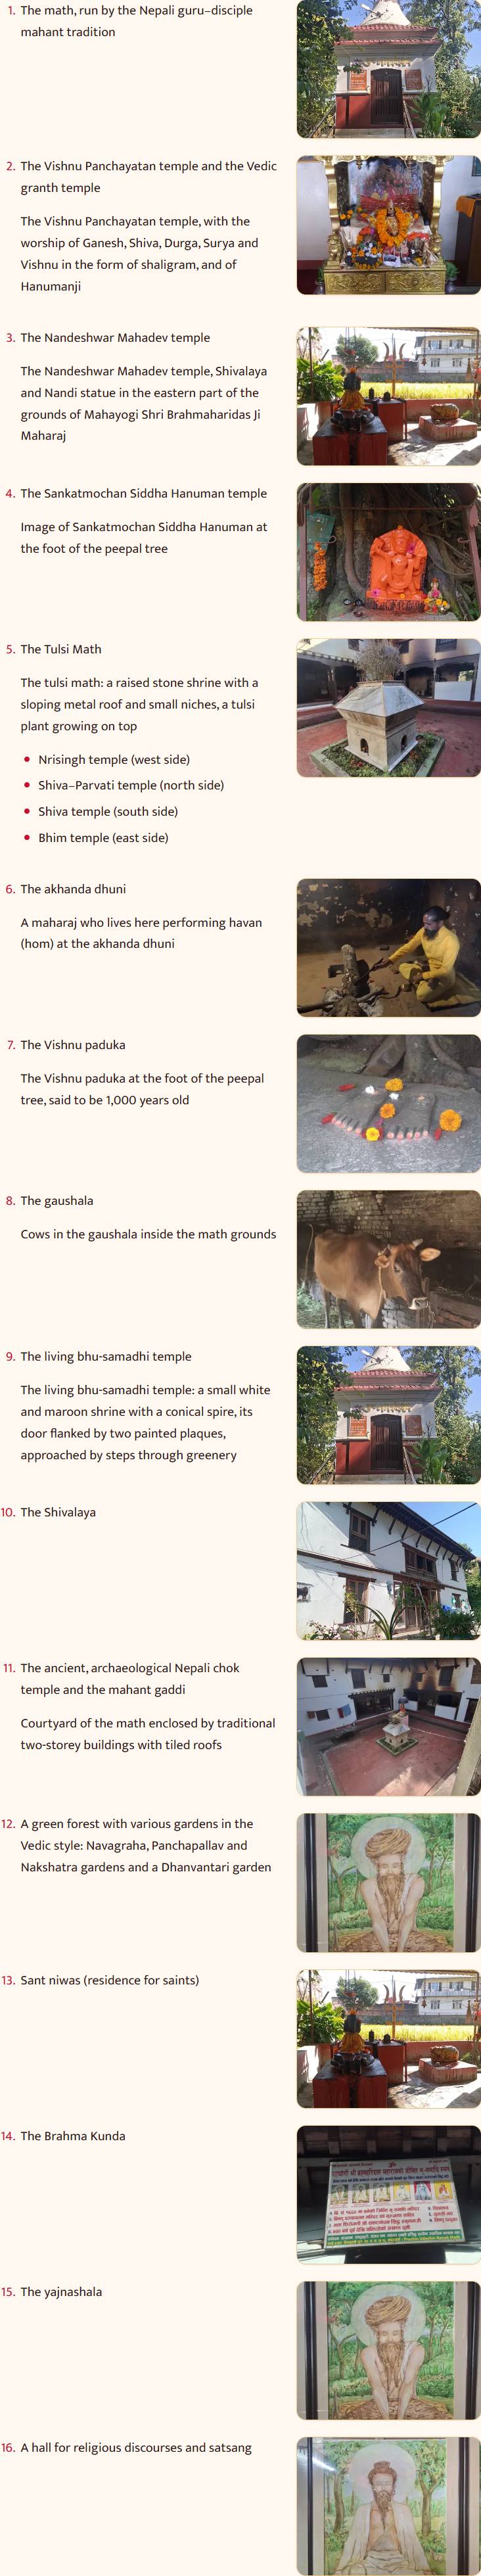 1. The math, run by the Nepali guru–disciple
mahant tradition
2. The Vishnu Panchayatan temple and the Vedic
granth temple
The Vishnu Panchayatan temple, with the
worship of Ganesh, Shiva, Durga, Surya and
Vishnu in the form of shaligram, and of
Hanumanji
3. The Nandeshwar Mahadev temple
The Nandeshwar Mahadev temple, Shivalaya
and Nandi statue in the eastern part of the
grounds of Mahayogi Shri Brahmaharidas Ji
Maharaj
4. The Sankatmochan Siddha Hanuman temple
Image of Sankatmochan Siddha Hanuman at
the foot of the peepal tree
5. The Tulsi Math
The tulsi math: a raised stone shrine with a
sloping metal roof and small niches, a tulsi
plant growing on top
• Nrisingh temple (west side)
• Shiva–Parvati temple (north side)
• Shiva temple (south side)
• Bhim temple (east side)
6. The akhanda dhuni
A maharaj who lives here performing havan
(hom) at the akhanda dhuni
7. The Vishnu paduka
The Vishnu paduka at the foot of the peepal
tree, said to be 1,000 years old
8. The gaushala
Cows in the gaushala inside the math grounds
9. The living bhu-samadhi temple
The living bhu-samadhi temple: a small white
and maroon shrine with a conical spire, its
door flanked by two painted plaques,
approached by steps through greenery
10. The Shivalaya
11. The ancient, archaeological Nepali chok
temple and the mahant gaddi
Courtyard of the math enclosed by traditional
two-storey buildings with tiled roofs
12. A green forest with various gardens in the
Vedic style: Navagraha, Panchapallav and
Nakshatra gardens and a Dhanvantari garden
13. Sant niwas (residence for saints)
14. The Brahma Kunda
15. The yajnashala
16. A hall for religious discourses and satsang